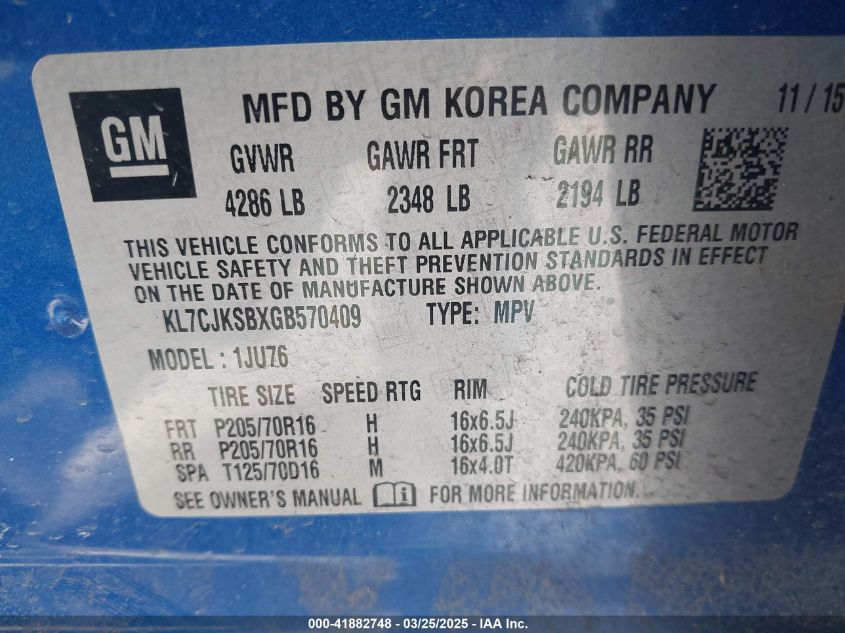 GM
MFD BY GM KOREA COMPANY 11/15
GVWR GAWR FRT GAWR RR
4286 LB 2348 LB 2194 LB
THIS VEHICLE CONFORMS TO ALL APPLICABLE U.S. FEDERAL MOTOR
VEHICLE SAFETY AND THEFT PREVENTION STANDARDS IN EFFECT
ON THE DATE OF MANUFACTURE SHOWN ABOVE.
KL7CJKSBXGB570409 TYPE: MPV
MODEL : 1JU76
TIRE SIZE SPEED RTG RIM COLD TIRE PRESSURE
FRT P205/70R16 H 16x6.5J 240KPA, 35 PSI
RR P205/70R16 H 16x6.5J 240KPA, 35 PSI
SPA T125/70D16 M 16x4.0T 420KPA, 60 PSI
SEE OWNER'S MANUAL i FOR MORE INFORMATION.
000-41882748 - 03/25/2025 - IAA Inc.